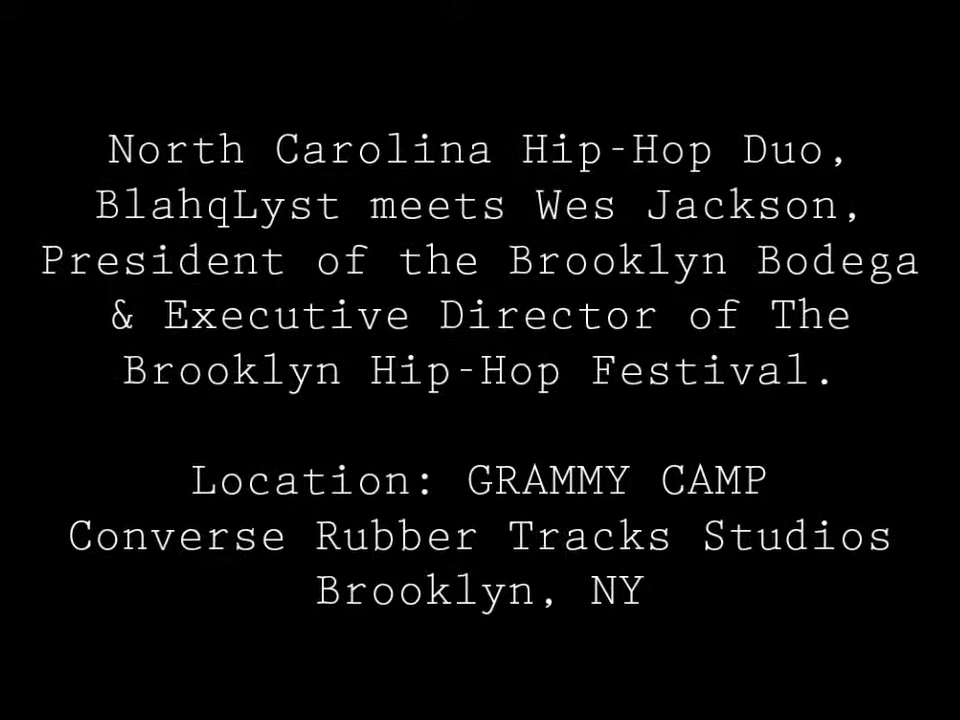 North Carolina Hip-Hop Duo,
BlahqLyst meets Wes Jackson,
President of the Brooklyn Bodega
& Executive Director of The
Brooklyn Hip-Hop Festival.
Location: GRAMMY CAMP
Converse Rubber Tracks Studios
Brooklyn, NY